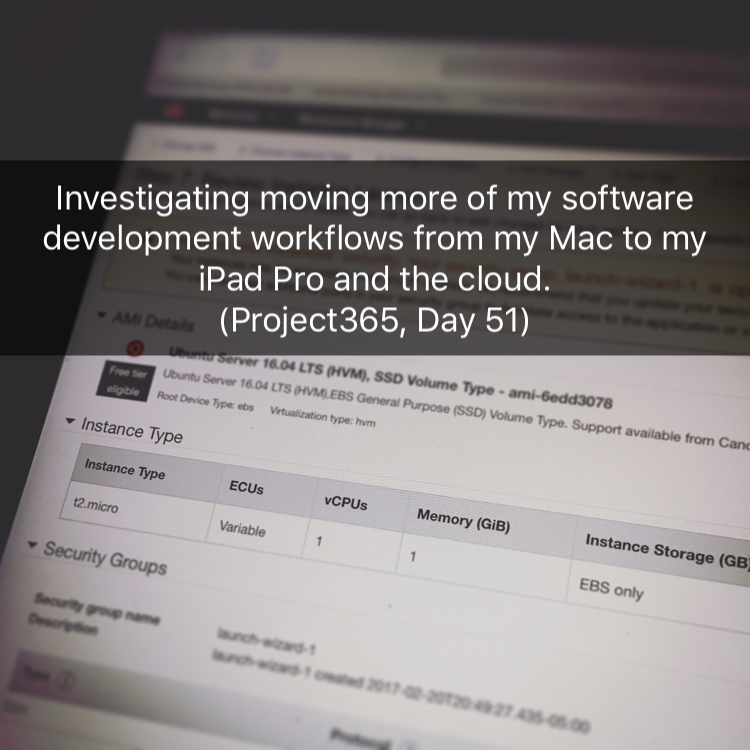 Investigating moving more of my software
development workflows from my Mac to my
iPad Pro and the cloud.
(Project365, Day 51)
AMI Details
Ubuntu Server 16.04 LTS (HVM), SSD Volume Type - ami-6edd3078
Free tier
eligible
Ubuntu Server 16.04 LTS (HVM),EBS General Purpose (SSD) Volume Type. Support available from Cano
Root Device Type: ebs Virtualization type: hvm
Instance Type
Instance Type ECUs vCPUs Memory (GiB) Instance Storage (GB)
t2.micro Variable 1 1 EBS only
Security Groups
Security group name launch-wizard-1
Description launch-wizard-1 created 2017-02-20T20:49:27.435-05:00
Type
Protocol